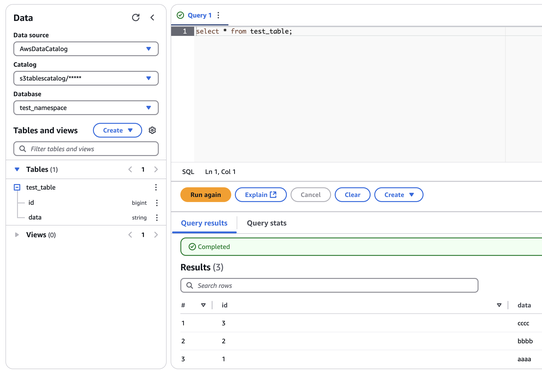 Data
Data source
AwsDataCatalog
Catalog
s3tablescatalog/*****
Database
test_namespace
Tables and views
Create
Filter tables and views
Tables (1)
1
test_table
id
bigint
data
string
Views (0)
1
Query 1
1
select * from test_table;
SQL
Ln 1, Col 1
Run again
Explain
Cancel
Clear
Create
Query results
Query stats
Completed
Results (3)
Search rows
# id data
1 3 cccc
2 2 bbbb
3 1 aaaa